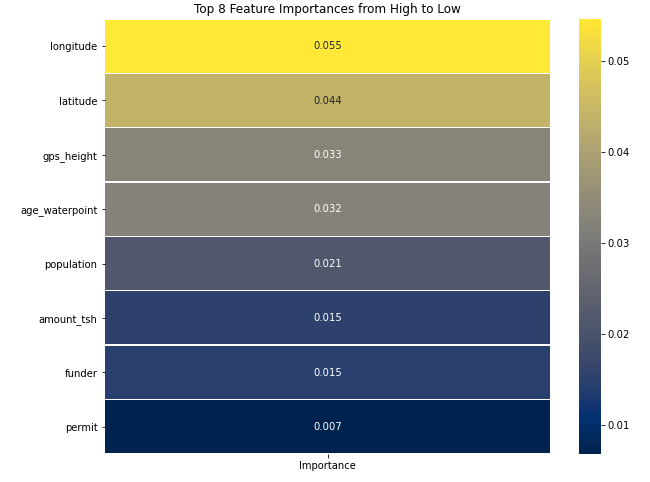 Top 8 Feature Importances from High to Low
longitude 0.055
latitude 0.044
gps_height 0.033
age_waterpoint 0.032
population 0.021
amount_tsh 0.015
funder 0.015
permit 0.007
Importance
0.05
0.04
0.03
0.02
0.01